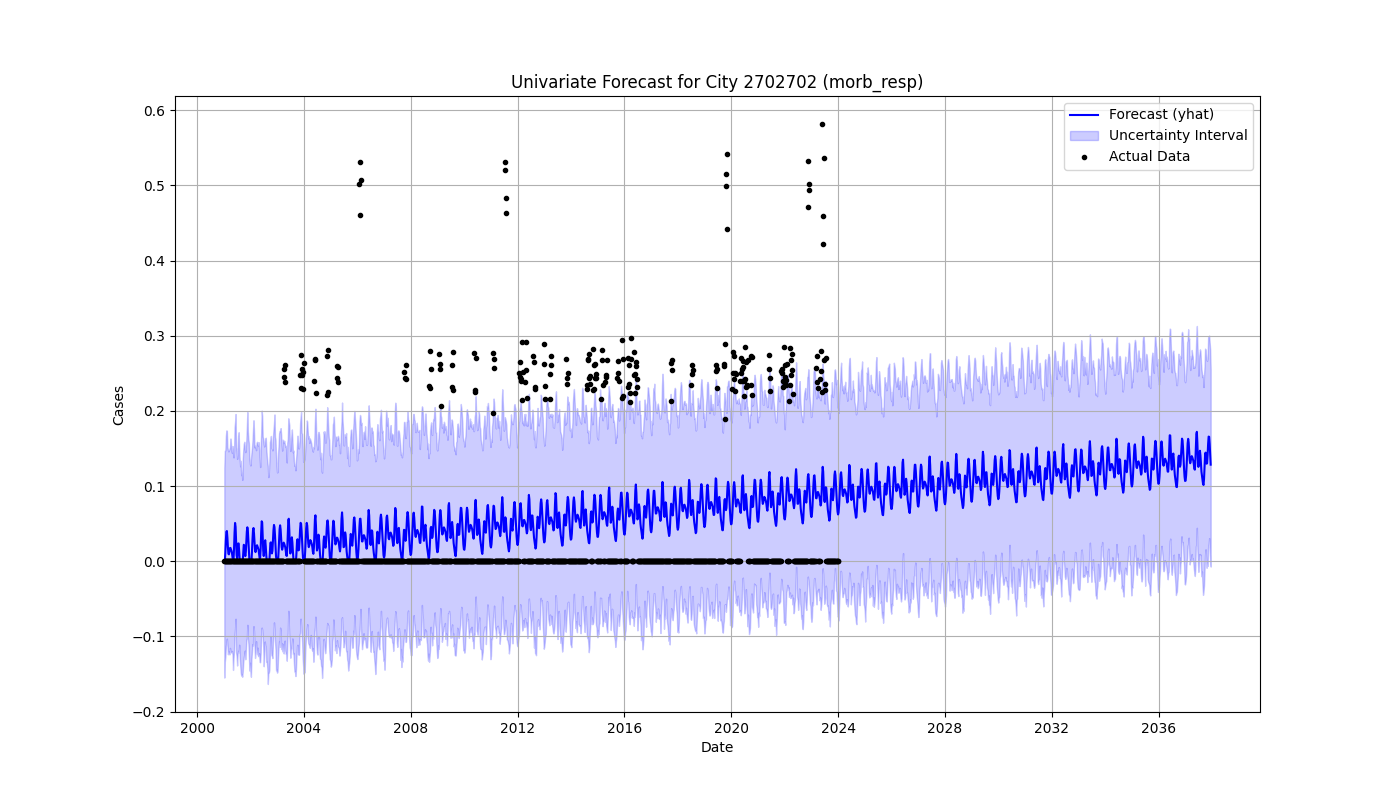 Univariate Forecast for City 2702702 (morb_resp)
Forecast (yhat)
Uncertainty Interval
Actual Data
Cases
0.6
0.5
0.4
0.3
0.2
0.1
0.0
−0.1
−0.2
2000 2004 2008 2012 2016 2020 2024 2028 2032 2036
Date